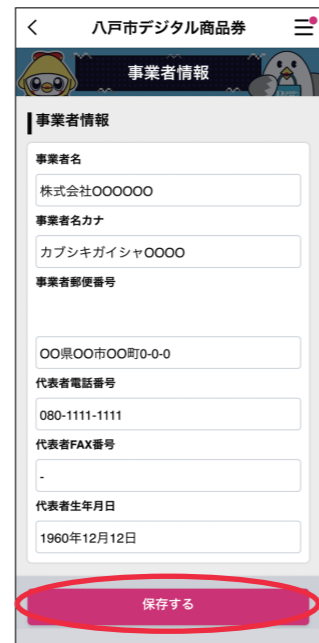 八戸市デジタル商品券
事業者情報
事業者情報
事業者名
株式会社OOOOOO
事業者名カナ
カブシキガイシャOOOO
事業者郵便番号
OO県OO市OO町0-0-0
代表者電話番号
080-1111-1111
代表者FAX番号
-
代表者生年月日
1960年12月12日
保存する